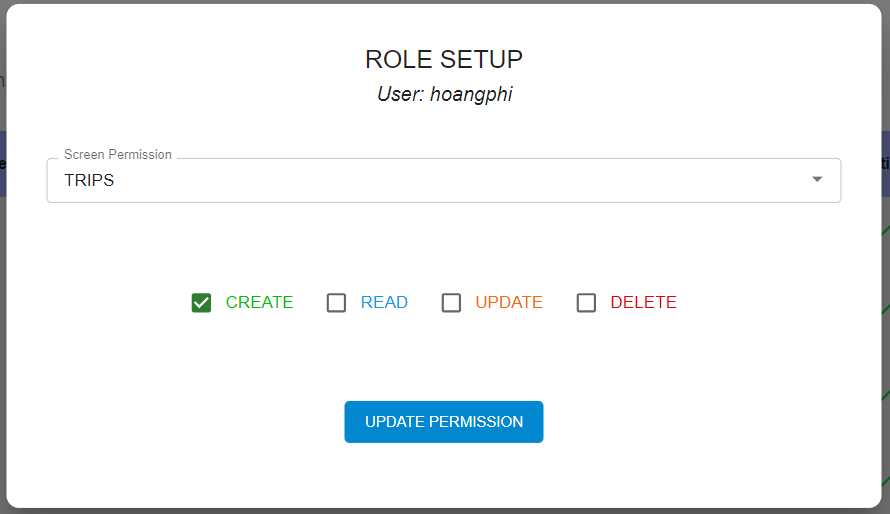 ROLE SETUP
User: hoangphi
Screen Permission
TRIPS
CREATE READ UPDATE DELETE
UPDATE PERMISSION